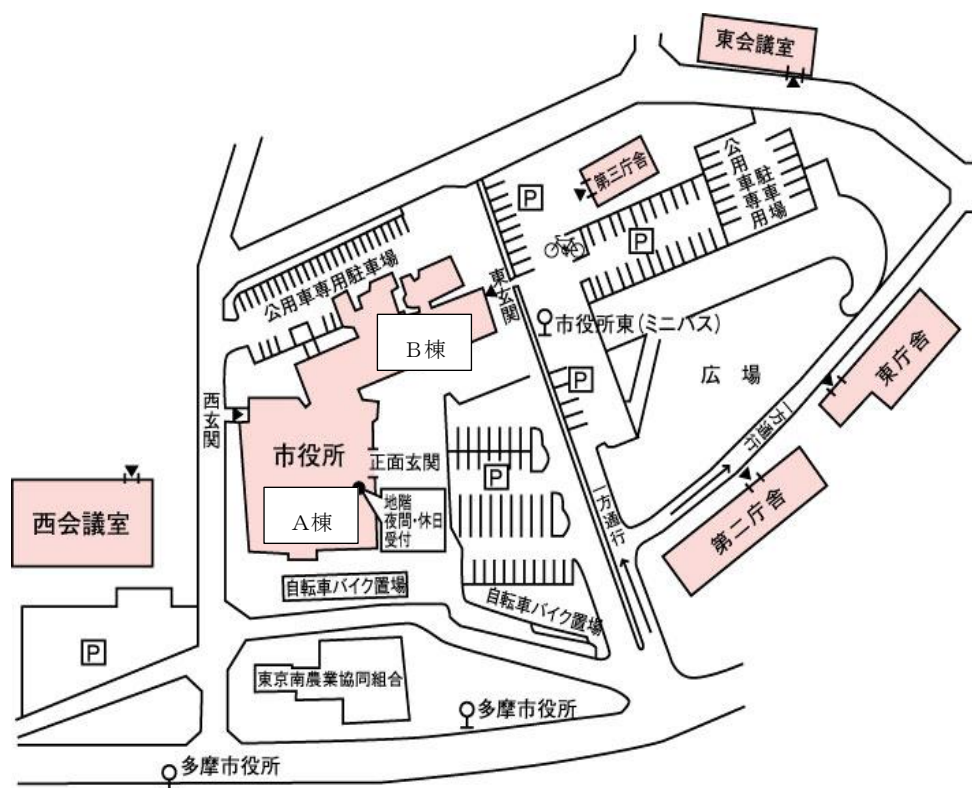 東会議室
第三庁舎
公用車専用
駐車場
P
P
公用車専用駐車場
東玄関
B棟
市役所東(ミニバス)
広 場
東庁舎
P
西玄関
市役所
正面玄関
一方通行
P
A棟
地階
夜間・休日
受付
西会議室
一方通行
第二庁舎
自転車バイク置場
自転車バイク置場
P
東京南農業協同組合
多摩市役所
多摩市役所